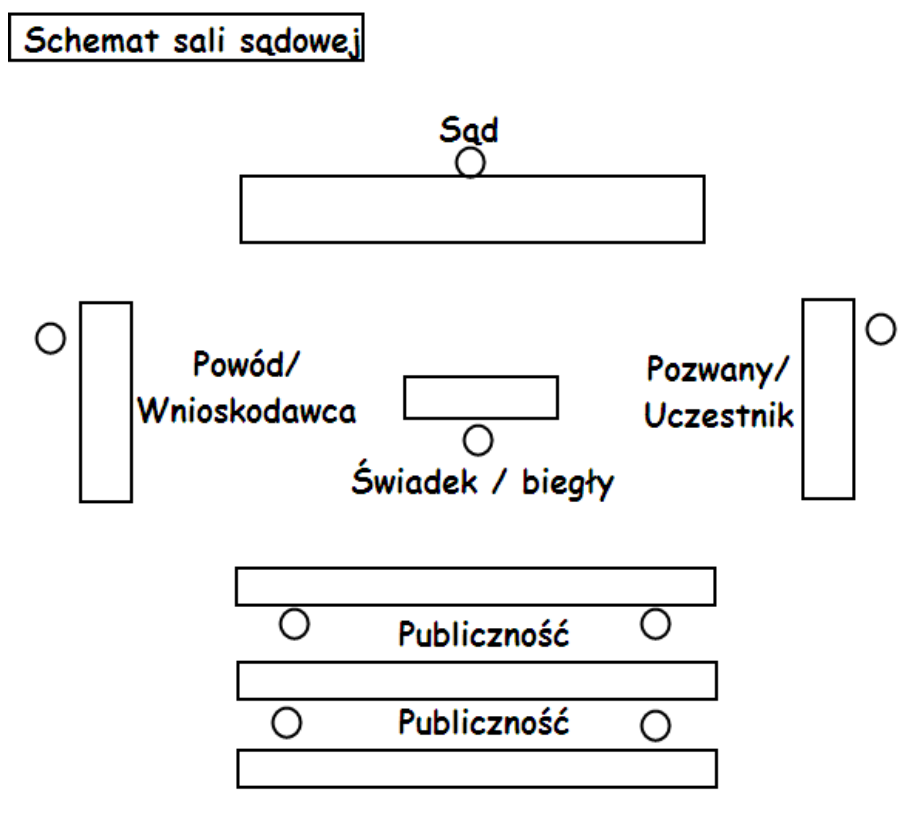 Schemat sali sądowej
Sąd
Powód/
Wnioskodawca
Pozwany/
Uczestnik
Świadek / biegły
Publiczność
Publiczność